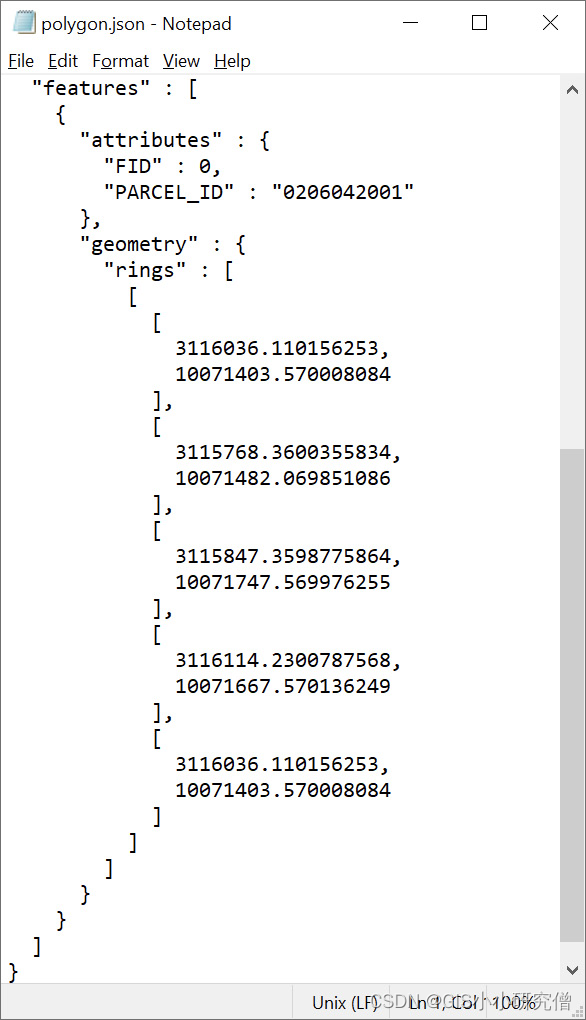 polygon.json - Notepad
File Edit Format View Help
  "features" : [
    {
      "attributes" : {
        "FID" : 0,
        "PARCEL_ID" : "0206042001"
      },
      "geometry" : {
        "rings" : [
          [
            [
              3116036.110156253,
              10071403.570008084
            ],
            [
              3115768.3600355834,
              10071482.069851086
            ],
            [
              3115847.3598775864,
              10071747.569976255
            ],
            [
              3116114.2300787568,
              10071667.570136249
            ],
            [
              3116036.110156253,
              10071403.570008084
            ]
          ]
        ]
      }
    }
  ]
}
Unix (LF) Ln 1, Col 100%
CSDN @GIS小小研究僧